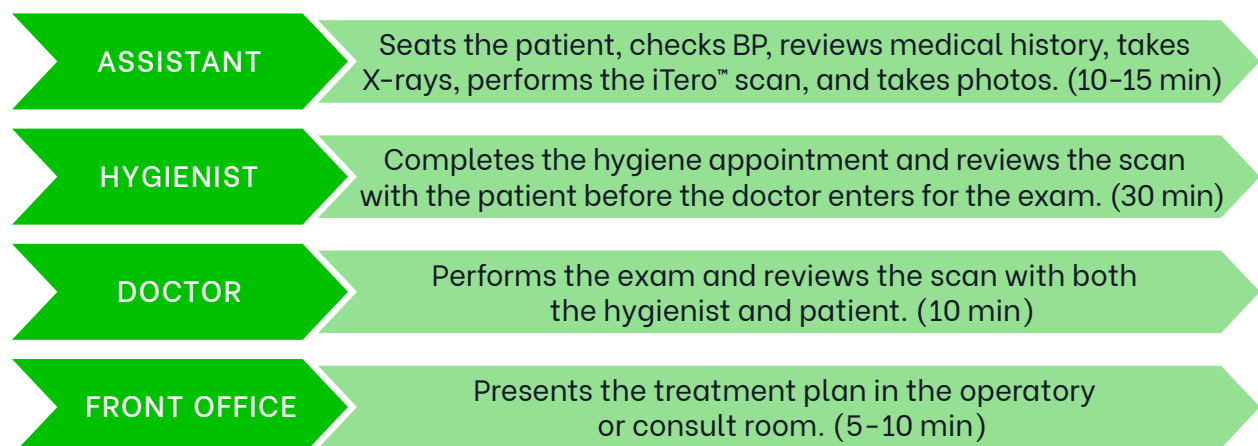 ASSISTANT
Seats the patient, checks BP, reviews medical history, takes
X-rays, performs the iTero™ scan, and takes photos. (10-15 min)
HYGIENIST
Completes the hygiene appointment and reviews the scan
with the patient before the doctor enters for the exam. (30 min)
DOCTOR
Performs the exam and reviews the scan with both
the hygienist and patient. (10 min)
FRONT OFFICE
Presents the treatment plan in the operatory
or consult room. (5-10 min)